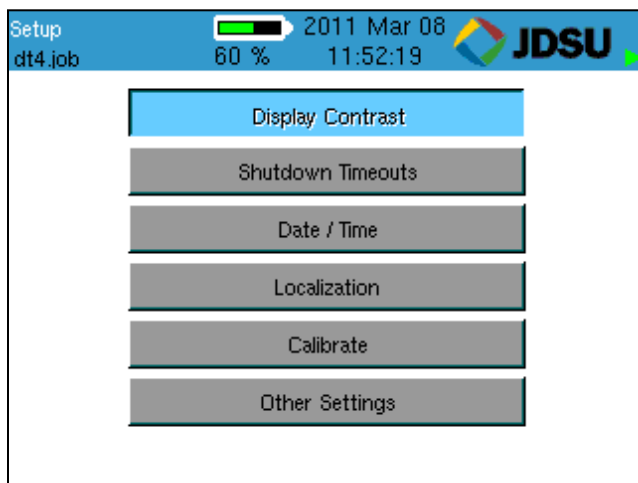 Setup
2011 Mar 08
dt4.job
60 %
11:52:19
JDSU
Display Contrast
Shutdown Timeouts
Date / Time
Localization
Calibrate
Other Settings